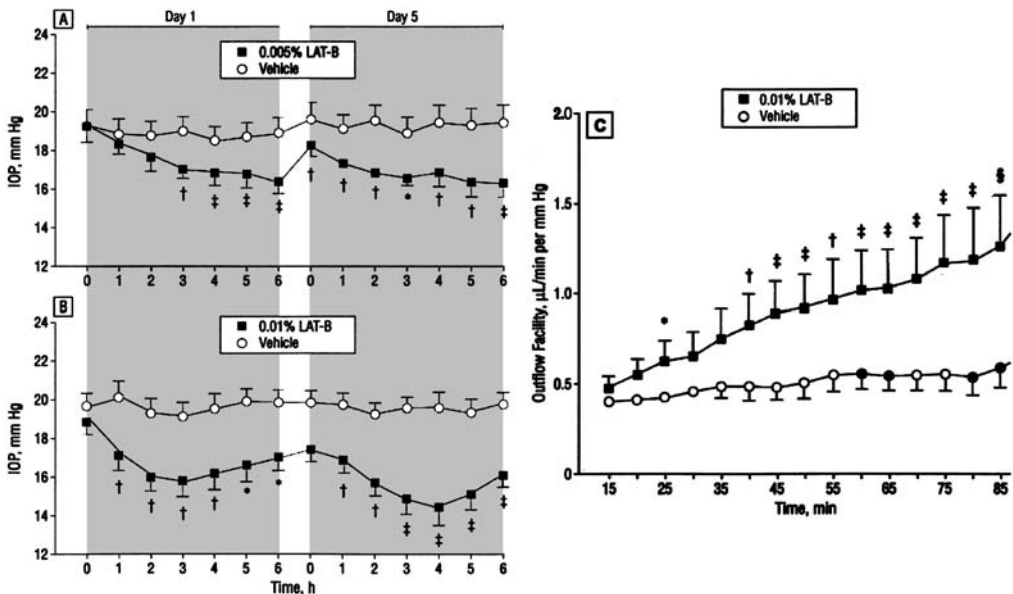 A
Day 1
Day 5
0.005% LAT-B
Vehicle
IOP, mm Hg
24
22
20
18
16
14
12
† ‡ ‡ ‡ † † † * † † ‡
0 1 2 3 4 5 6 0 1 2 3 4 5 6
B
0.01% LAT-B
Vehicle
IOP, mm Hg
24
22
20
18
16
14
12
† † † † * * † † ‡ ‡ ‡ ‡
0 1 2 3 4 5 6 0 1 2 3 4 5 6
Time, h
C
0.01% LAT-B
Vehicle
Outflow Facility, µL/min per mm Hg
2.0
1.5
1.0
0.5
0
* † ‡ ‡ † ‡ ‡ ‡ ‡ ‡ §
15 25 35 45 55 65 75 85
Time, min